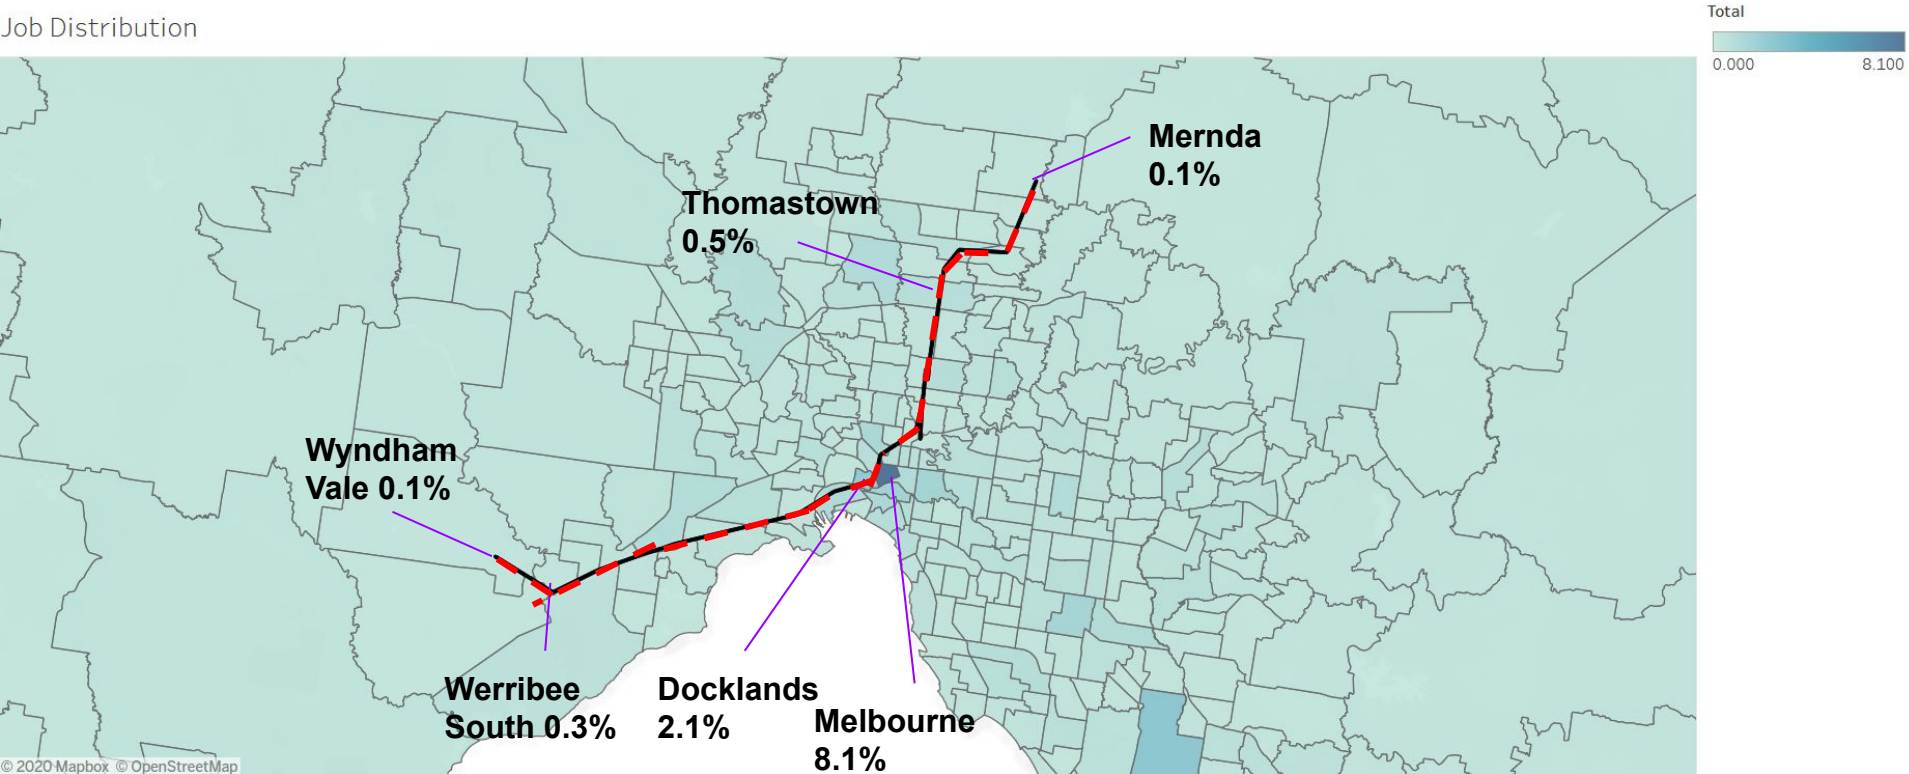 Job Distribution
Total
0.000 8.100
Mernda
0.1%
Thomastown
0.5%
Wyndham
Vale 0.1%
Werribee
South 0.3%
Docklands
2.1%
Melbourne
8.1%
© 2020 Mapbox © OpenStreetMap